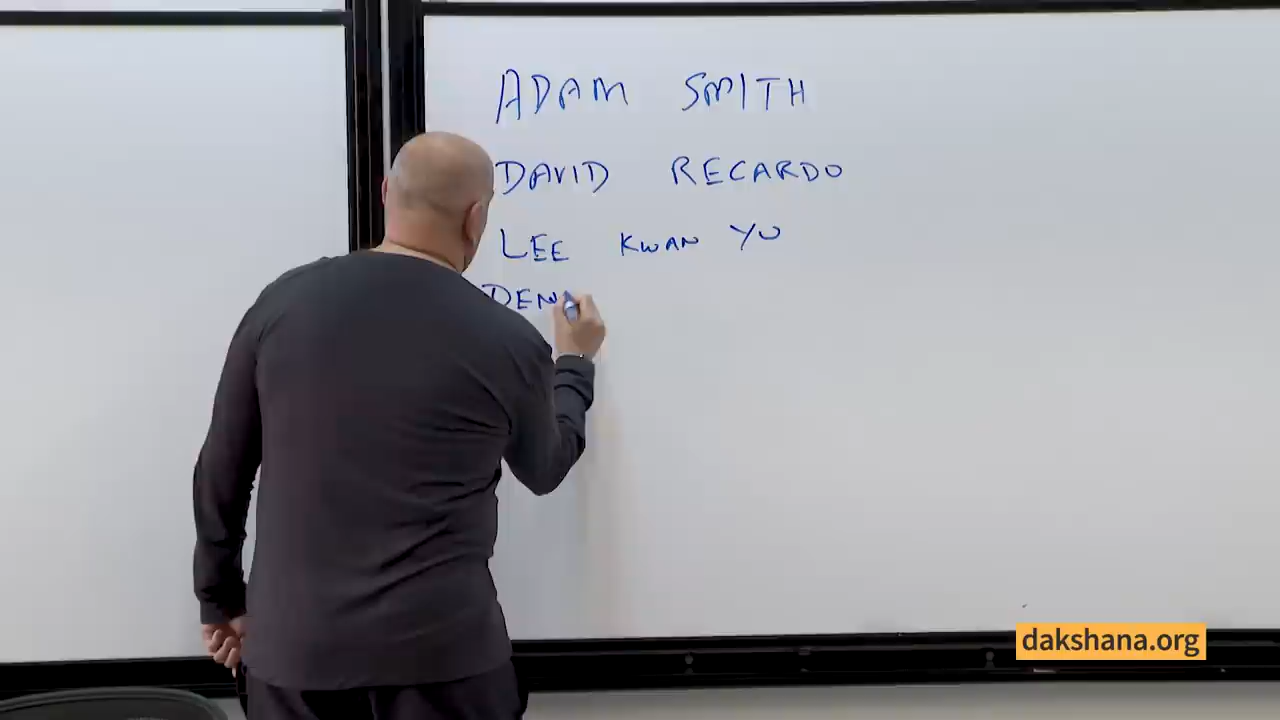 ADAM SMITH
DAVID RECARDO
LEE KWAN YU
DEN
dakshana.org